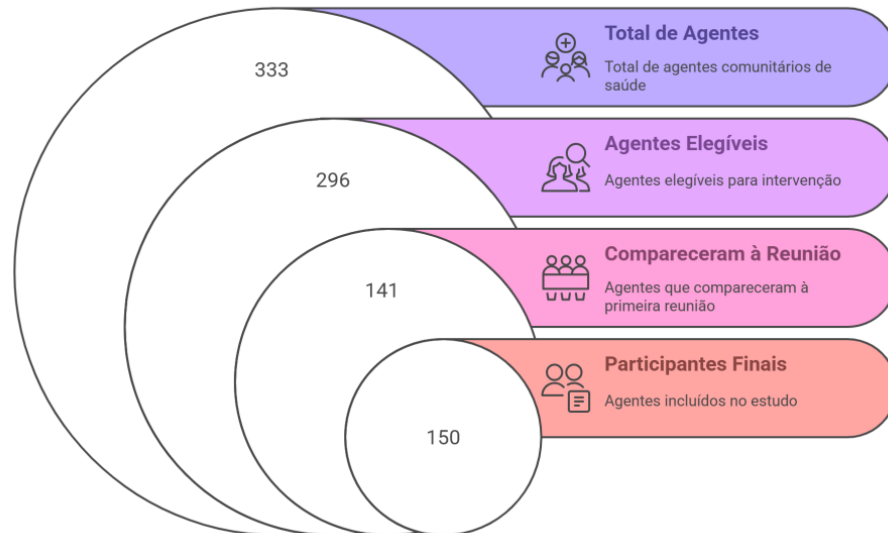 333
Total de Agentes
Total de agentes comunitários de
saúde
296
Agentes Elegíveis
Agentes elegíveis para intervenção
141
Compareceram à Reunião
Agentes que compareceram à
primeira reunião
150
Participantes Finais
Agentes incluídos no estudo